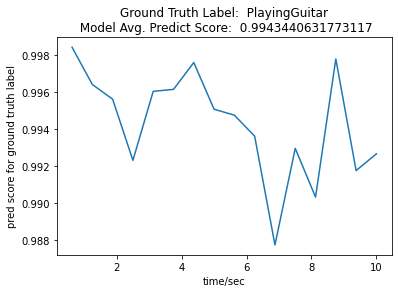 Ground Truth Label:  PlayingGuitar
Model Avg. Predict Score:  0.9943440631773117
0.998
0.996
0.994
0.992
0.990
0.988
pred score for ground truth label
2
4
6
8
10
time/sec